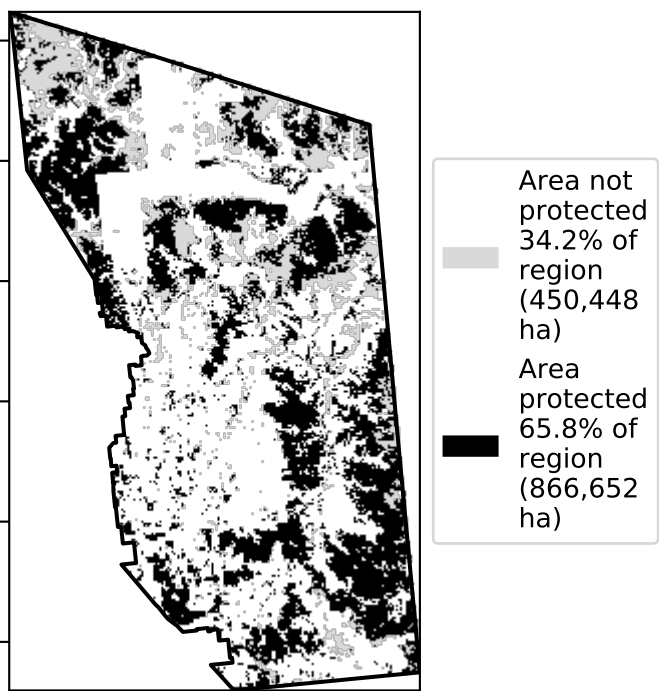 Area not
protected
34.2% of
region
(450,448
ha)
Area
protected
65.8% of
region
(866,652
ha)